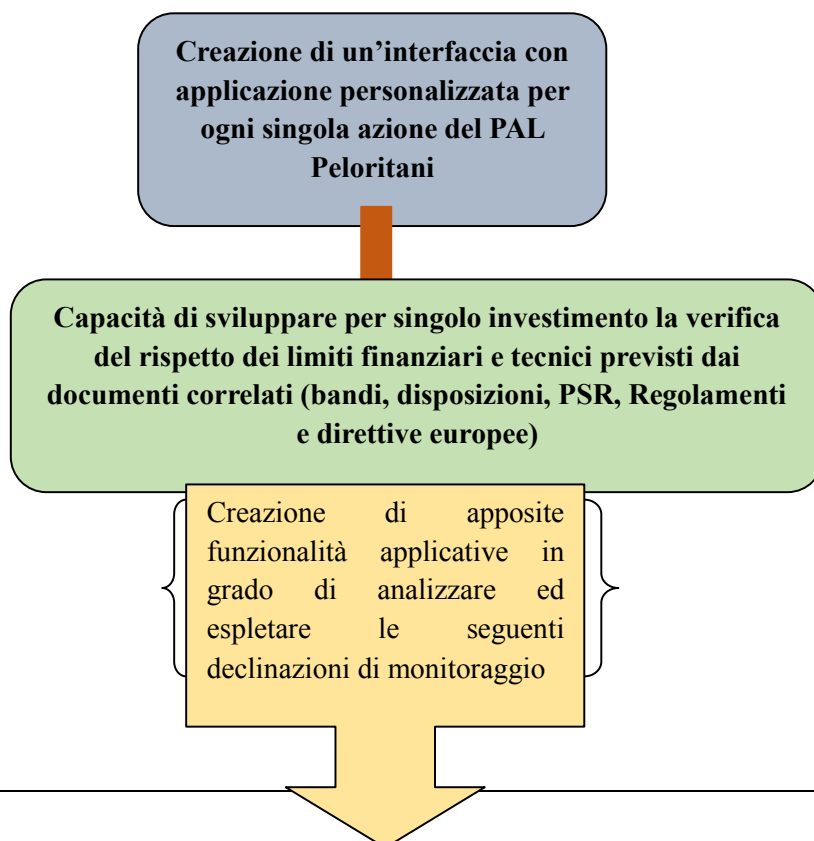 Creazione di un’interfaccia con
applicazione personalizzata per
ogni singola azione del PAL
Peloritani
Capacità di sviluppare per singolo investimento la verifica
del rispetto dei limiti finanziari e tecnici previsti dai
documenti correlati (bandi, disposizioni, PSR, Regolamenti
e direttive europee)
Creazione di apposite
funzionalità applicative in
grado di analizzare ed
espletare le seguenti
declinazioni di monitoraggio